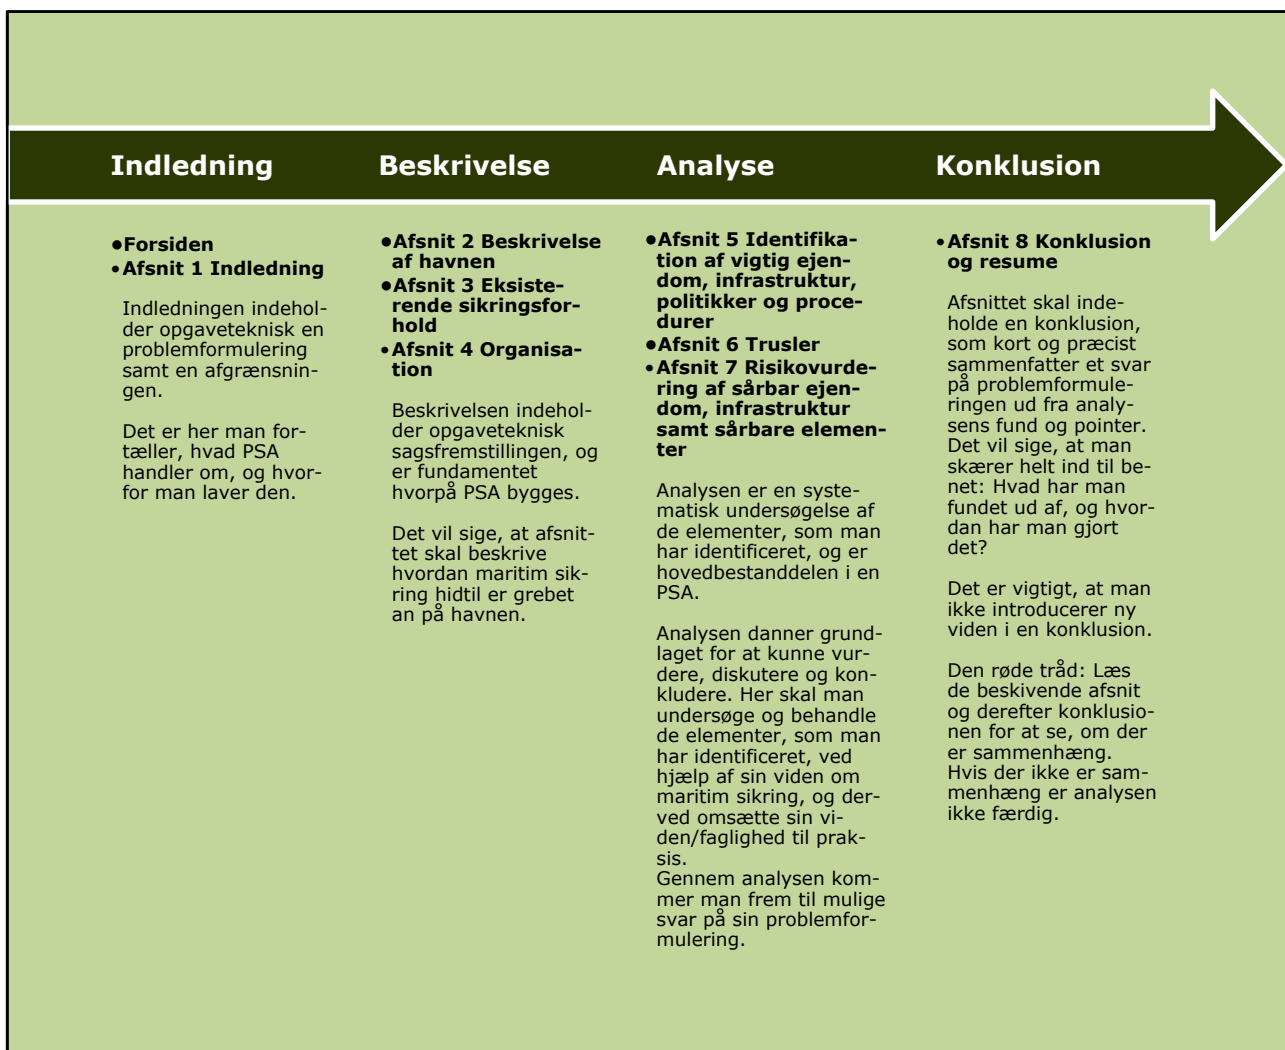 Indledning
Beskrivelse
Analyse
Konklusion
•Forsiden
•Afsnit 1 Indledning
Indledningen indehol-
der opgaveteknisk en
problemformulering
samt en afgrænsnin-
gen.
Det er her man for-
tæller, hvad PSA
handler om, og hvor-
for man laver den.
•Afsnit 2 Beskrivelse
af havnen
•Afsnit 3 Eksiste-
rende sikringsfor-
hold
•Afsnit 4 Organisa-
tion
Beskrivelsen indehol-
der opgaveteknisk
sagsfremstillingen, og
er fundamentet
hvorpå PSA bygges.
Det vil sige, at afsnit-
tet skal beskrive
hvordan maritim sik-
ring hidtil er grebet
an på havnen.
•Afsnit 5 Identifika-
tion af vigtig ejen-
dom, infrastruktur,
politikker og proce-
durer
•Afsnit 6 Trusler
•Afsnit 7 Risikovurde-
ring af sårbar ejen-
dom, infrastruktur
samt sårbare elemen-
ter
Analysen er en syste-
matisk undersøgelse af
de elementer, som man
har identificeret, og er
hovedbestanddelen i en
PSA.
Analysen danner grund-
laget for at kunne vur-
dere, diskutere og kon-
kludere. Her skal man
undersøge og behandle
de elementer, som man
har identificeret, ved
hjælp af sin viden om
maritim sikring, og der-
ved omsætte sin vi-
den/faglighed til prak-
sis.
Gennem analysen kom-
mer man frem til mulige
svar på sin problemfor-
mulering.
•Afsnit 8 Konklusion
og resume
Afsnittet skal inde-
holde en konklusion,
som kort og præcist
sammenfatter et svar
på problemformule-
ringen ud fra analy-
sens fund og pointer.
Det vil sige, at man
skærer helt ind til be-
net: Hvad har man
fundet ud af, og hvor-
dan har man gjort
det?
Det er vigtigt, at man
ikke introducerer ny
viden i en konklusion.
Den røde tråd: Læs
de beskivende afsnit
og derefter konklusio-
nen for at se, om der
er sammenhæng.
Hvis der ikke er sam-
menhæng er analysen
ikke færdig.